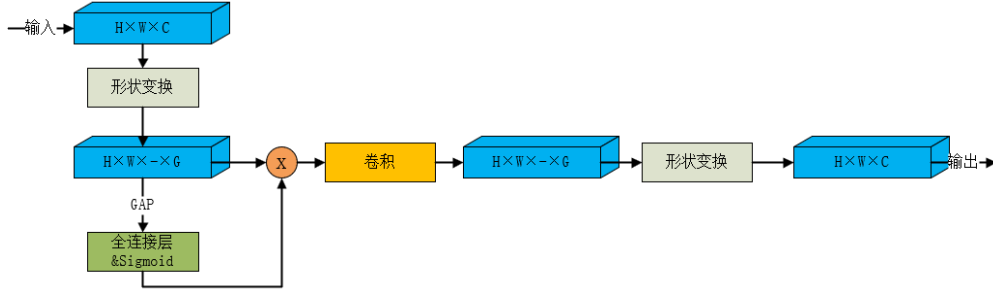 输入
H×W×C
形状变换
H×W×-×G
X
卷积
H×W×-×G
形状变换
H×W×C
输出
GAP
全连接层
&Sigmoid